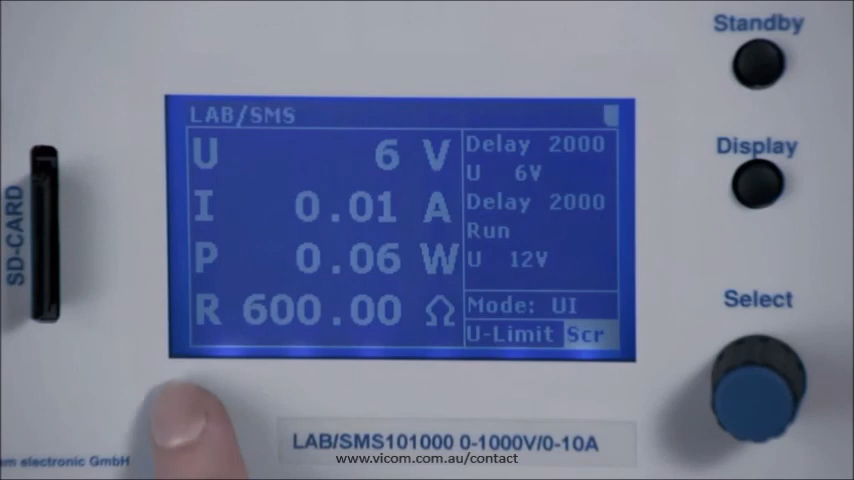 Standby
LAB/SMS
U 6 V
I 0.01 A
P 0.06 W
R 600.00 Ω
Delay 2000
U 6V
Delay 2000
Run
U 12V
Mode: UI
U-Limit Scr
Display
SD-CARD
Select
LAB/SMS101000 0-1000V/0-10A
electronic GmbH
www.vicom.com.au/contact